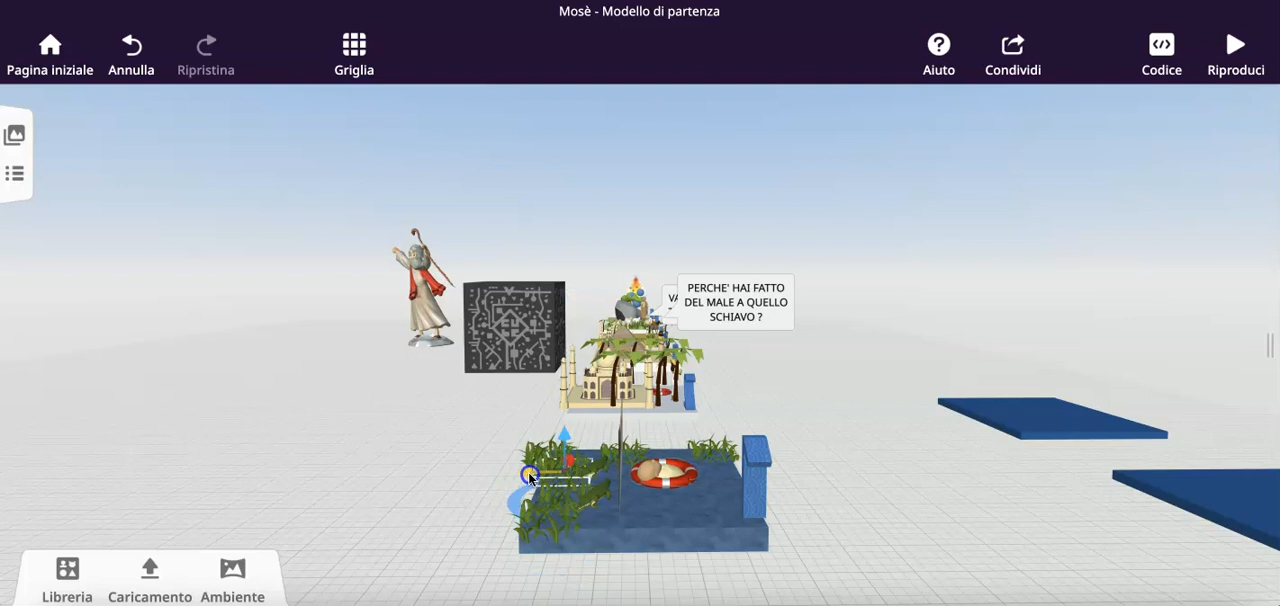 Mosè - Modello di partenza
Pagina iniziale
Annulla
Ripristina
Griglia
Aiuto
Condividi
Codice
Riproduci
VA
PERCHE' HAI FATTO
DEL MALE A QUELLO
SCHIAVO ?
Libreria
Caricamento
Ambiente